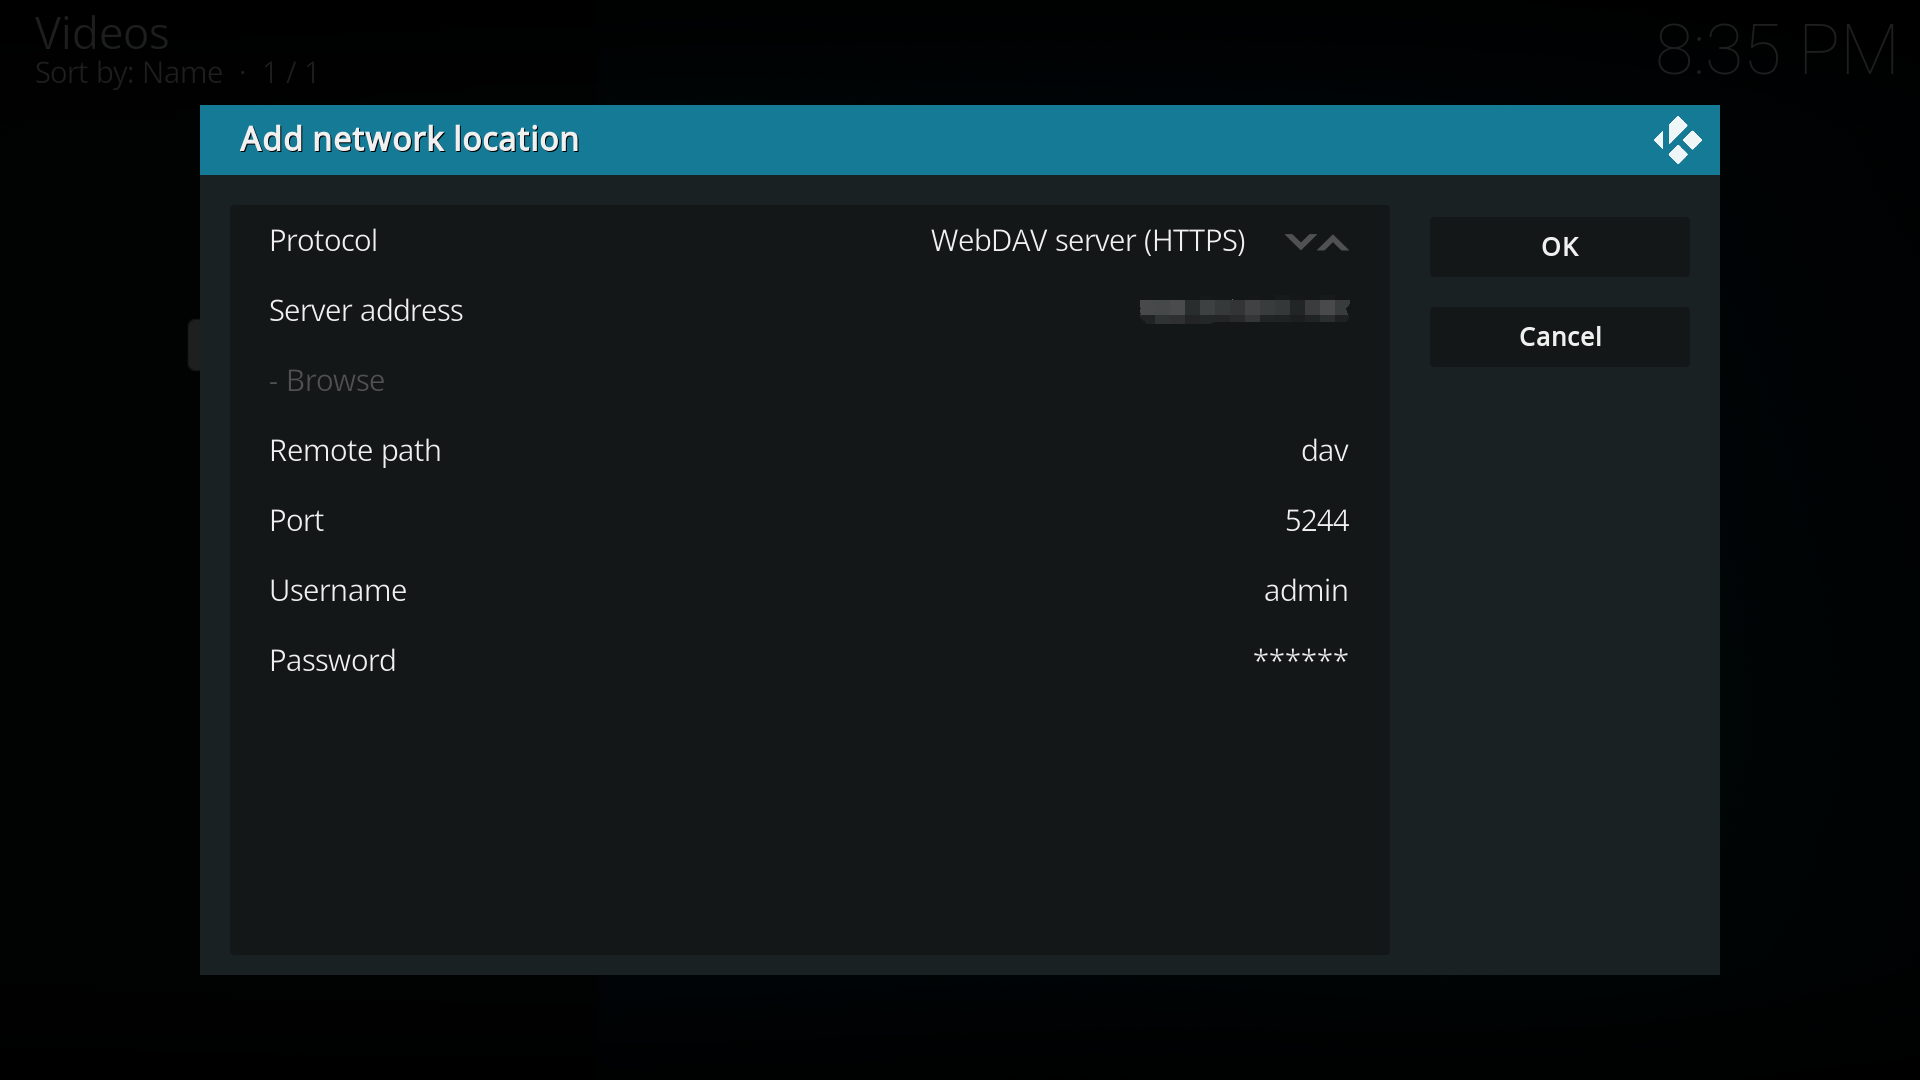 Videos
Sort by: Name · 1 / 1
8:35 PM
Add network location
Protocol WebDAV server (HTTPS)
OK
Server address
Cancel
- Browse
Remote path dav
Port 5244
Username admin
Password ******